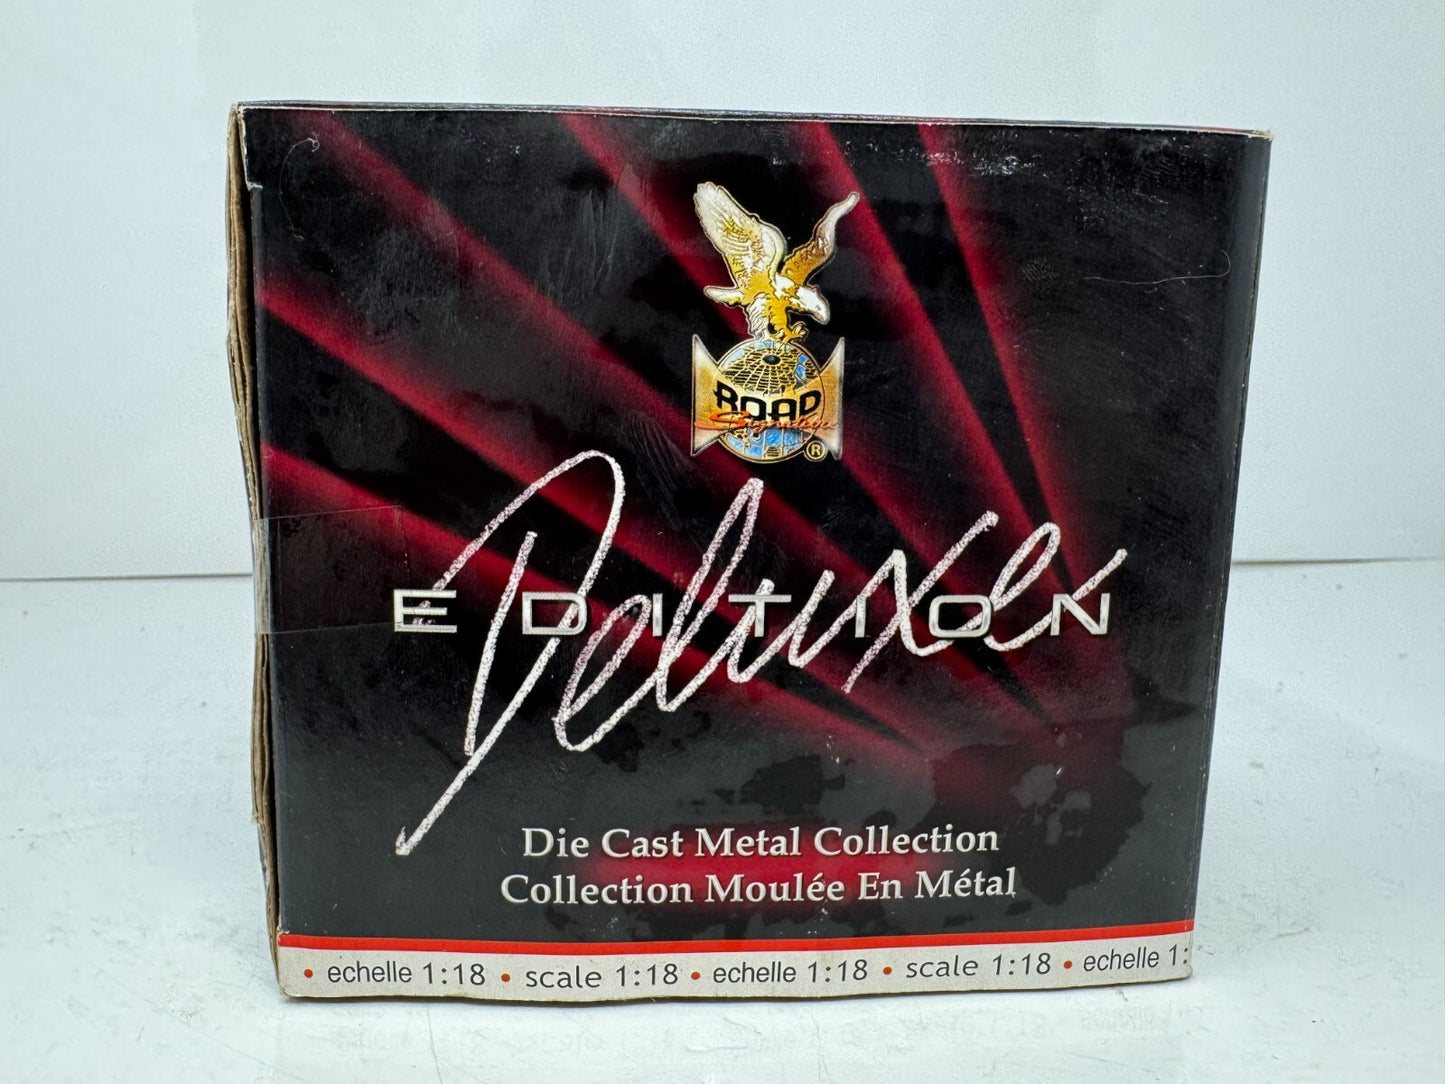 ROAD
Signature
®
Deluxe
EDITION
Die Cast Metal Collection
Collection Moulée En Métal
• echelle 1:18 • scale 1:18 • echelle 1:18 • scale 1:18 • echelle 1: